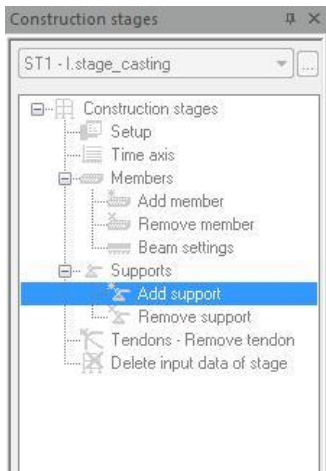 Construction stages
ST1 - I.stage_casting
...
Construction stages
Setup
Time axis
Members
Add member
Remove member
Beam settings
Supports
Add support
Remove support
Tendons - Remove tendon
Delete input data of stage